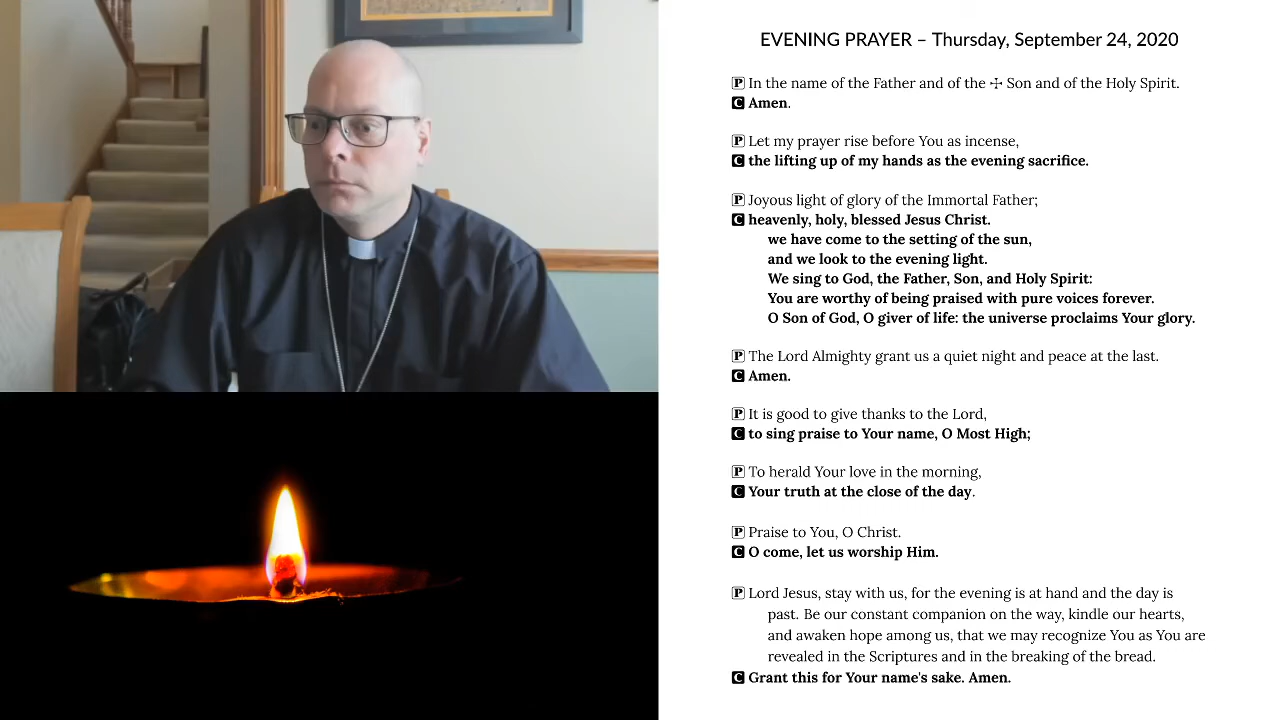 EVENING PRAYER – Thursday, September 24, 2020
P In the name of the Father and of the ☩ Son and of the Holy Spirit.
C Amen.
P Let my prayer rise before You as incense,
C the lifting up of my hands as the evening sacrifice.
P Joyous light of glory of the Immortal Father;
C heavenly, holy, blessed Jesus Christ.
we have come to the setting of the sun,
and we look to the evening light.
We sing to God, the Father, Son, and Holy Spirit:
You are worthy of being praised with pure voices forever.
O Son of God, O giver of life: the universe proclaims Your glory.
P The Lord Almighty grant us a quiet night and peace at the last.
C Amen.
P It is good to give thanks to the Lord,
C to sing praise to Your name, O Most High;
P To herald Your love in the morning,
C Your truth at the close of the day.
P Praise to You, O Christ.
C O come, let us worship Him.
P Lord Jesus, stay with us, for the evening is at hand and the day is
past. Be our constant companion on the way, kindle our hearts,
and awaken hope among us, that we may recognize You as You are
revealed in the Scriptures and in the breaking of the bread.
C Grant this for Your name's sake. Amen.